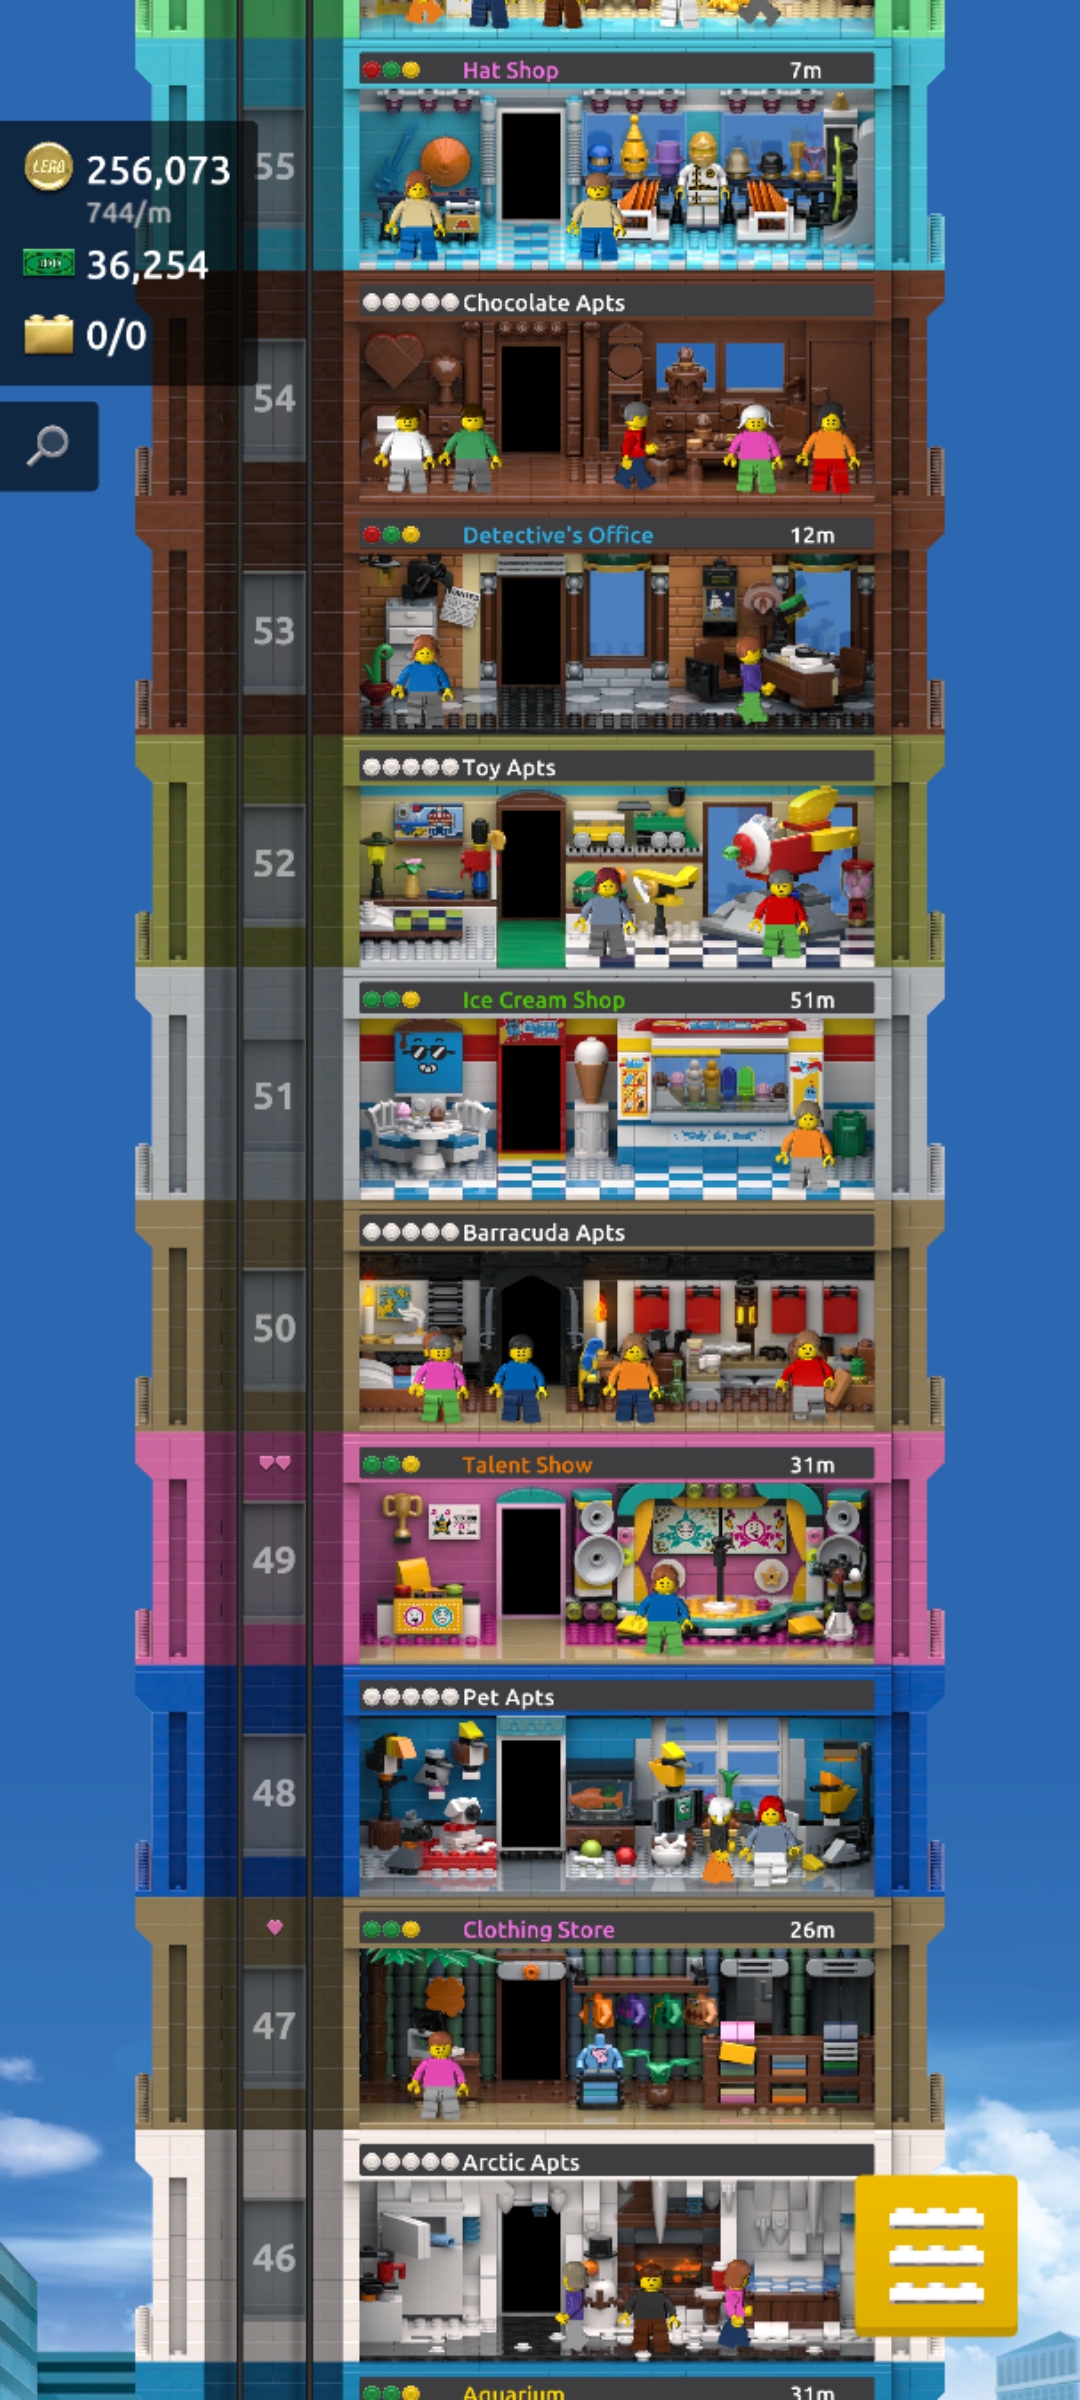 Hat Shop 7m
LEGO 256,073
744/m
36,254
0/0
55
Chocolate Apts
54
Detective's Office 12m
WANTED
53
Toy Apts
52
Ice Cream Shop 51m
51
Barracuda Apts
50
Talent Show 31m
49
Pet Apts
48
Clothing Store 26m
47
Arctic Apts
46
Aquarium 31m